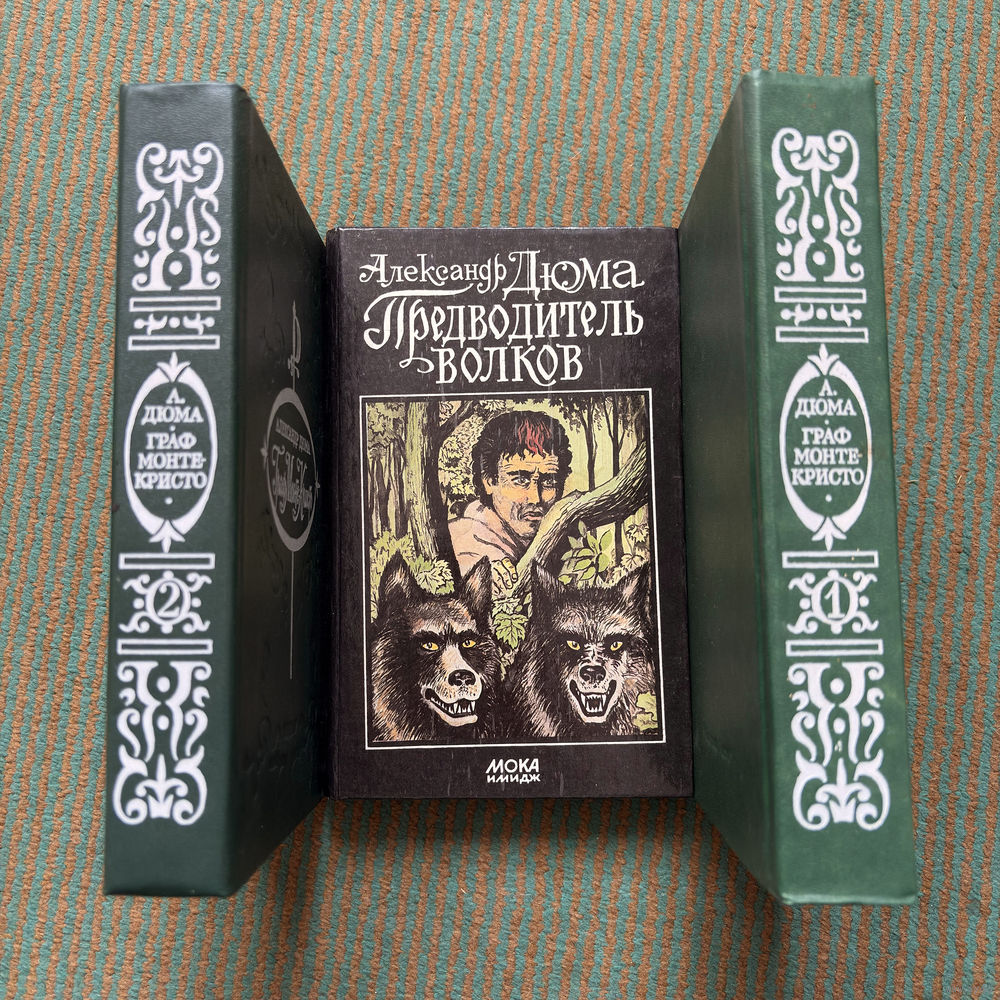 А.
ДЮМА
ГРАФ
МОНТЕ-
КРИСТО
2
Александр Дюма
Предводитель
волков
МОКА
ИМИДЖ
А.
ДЮМА
ГРАФ
МОНТЕ-
КРИСТО
1